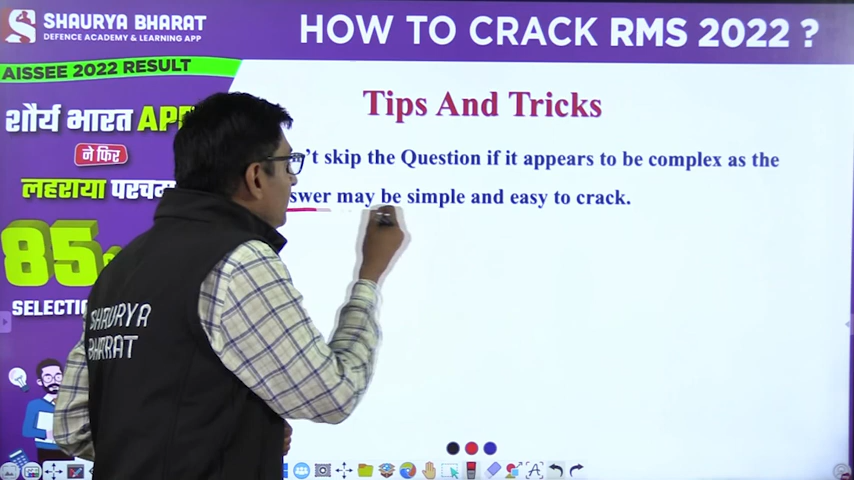 SHAURYA BHARAT
DEFENCE ACADEMY & LEARNING APP
HOW TO CRACK RMS 2022 ?
AISSEE 2022 RESULT
शौर्य भारत
ने फिर
लहराया
85
Tips And Tricks
skip the Question if it appears to be complex as the
may be simple and easy to crack.
SHAURYA
BHARAT